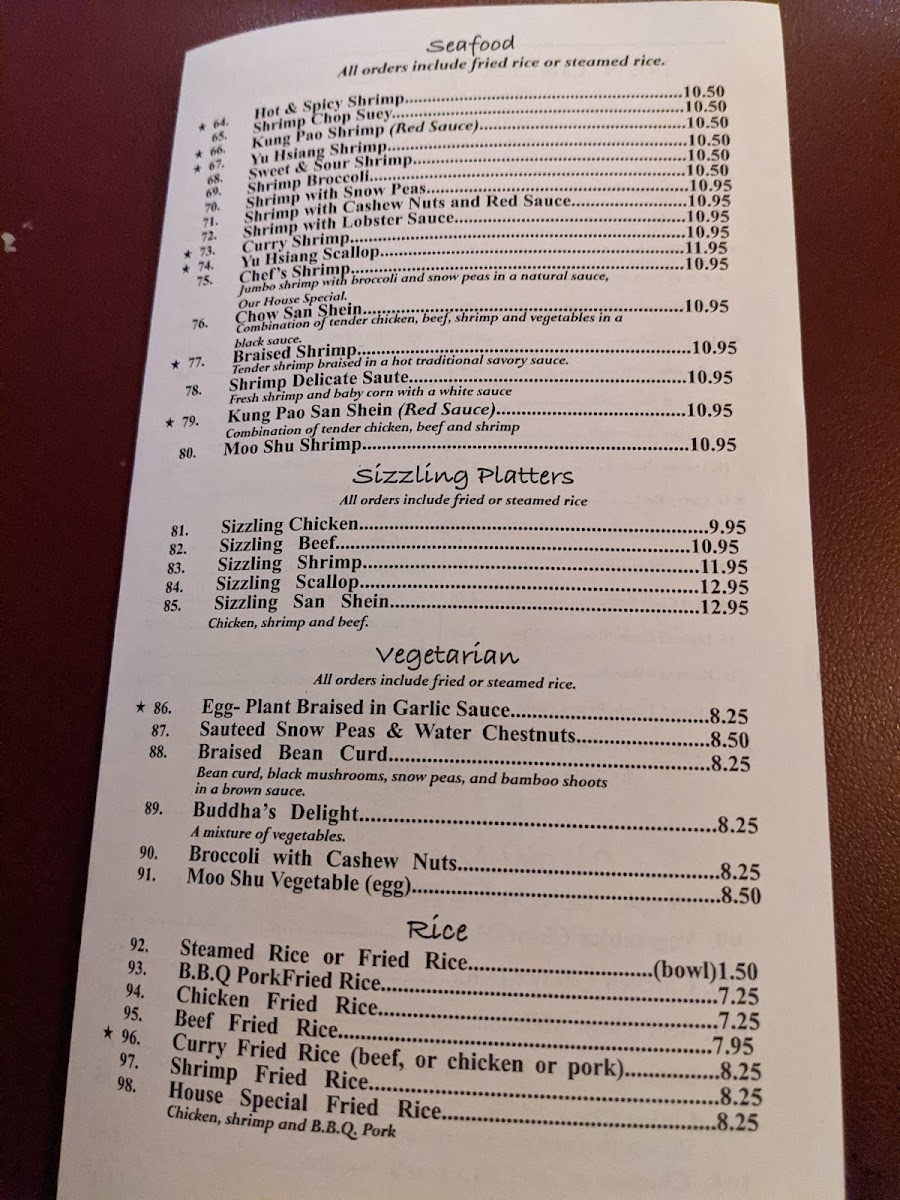 Seafood
All orders include fried rice or steamed rice.
★ 64. Hot & Spicy Shrimp..........10.50
65. Shrimp Chop Suey..........10.50
★ 66. Kung Pao Shrimp (Red Sauce)..........10.50
★ 67. Yu Hsiang Shrimp..........10.50
68. Sweet & Sour Shrimp..........10.50
69. Shrimp Broccoli..........10.50
70. Shrimp with Snow Peas..........10.95
71. Shrimp with Cashew Nuts and Red Sauce..........10.95
72. Shrimp with Lobster Sauce..........10.95
★ 73. Curry Shrimp..........10.95
★ 74. Yu Hsiang Scallop..........11.95
75. Chef's Shrimp..........10.95
Jumbo shrimp with broccoli and snow peas in a natural sauce,
Our House Special.
76. Chow San Shein..........10.95
Combination of tender chicken, beef, shrimp and vegetables in a
black sauce.
★ 77. Braised Shrimp..........10.95
Tender shrimp braised in a hot traditional savory sauce.
78. Shrimp Delicate Saute..........10.95
Fresh shrimp and baby corn with a white sauce
★ 79. Kung Pao San Shein (Red Sauce)..........10.95
Combination of tender chicken, beef and shrimp
80. Moo Shu Shrimp..........10.95
Sizzling Platters
All orders include fried or steamed rice
81. Sizzling Chicken..........9.95
82. Sizzling Beef..........10.95
83. Sizzling Shrimp..........11.95
84. Sizzling Scallop..........12.95
85. Sizzling San Shein..........12.95
Chicken, shrimp and beef.
Vegetarian
All orders include fried or steamed rice.
★ 86. Egg- Plant Braised in Garlic Sauce..........8.25
87. Sauteed Snow Peas & Water Chestnuts..........8.50
88. Braised Bean Curd..........8.25
Bean curd, black mushrooms, snow peas, and bamboo shoots
in a brown sauce.
89. Buddha's Delight..........8.25
A mixture of vegetables.
90. Broccoli with Cashew Nuts..........8.25
91. Moo Shu Vegetable (egg)..........8.50
Rice
92. Steamed Rice or Fried Rice..........(bowl)1.50
93. B.B.Q PorkFried Rice..........7.25
94. Chicken Fried Rice..........7.25
95. Beef Fried Rice..........7.95
★ 96. Curry Fried Rice (beef, or chicken or pork)..........8.25
97. Shrimp Fried Rice..........8.25
98. House Special Fried Rice..........8.25
Chicken, shrimp and B.B.Q. Pork